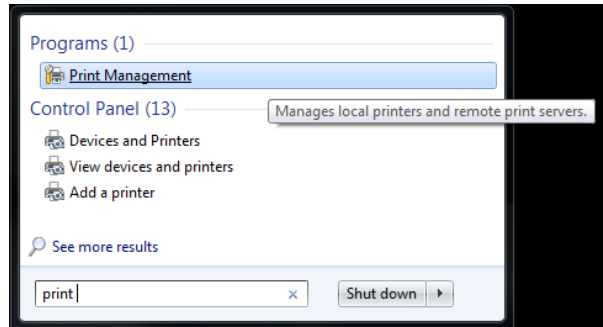 Programs (1)
Print Management
Control Panel (13)
Manages local printers and remote print servers.
Devices and Printers
View devices and printers
Add a printer
See more results
print
Shut down